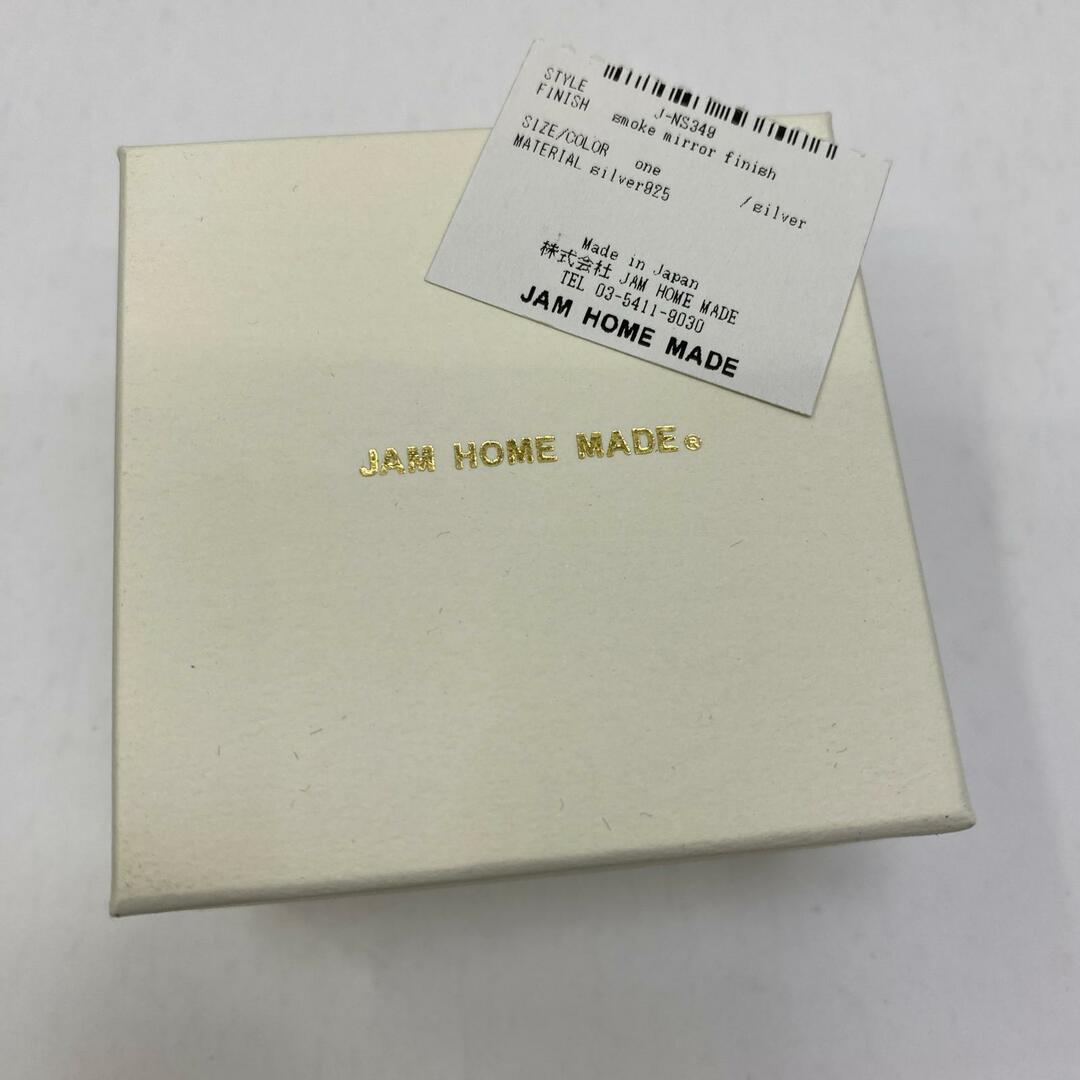 STYLE J-NS349
FINISH smoke mirror finish
SIZE/COLOR one /silver
MATERIAL silver925
Made in Japan
株式会社 JAM HOME MADE
TEL 03-5411-9030
JAM HOME MADE
JAM HOME MADE®